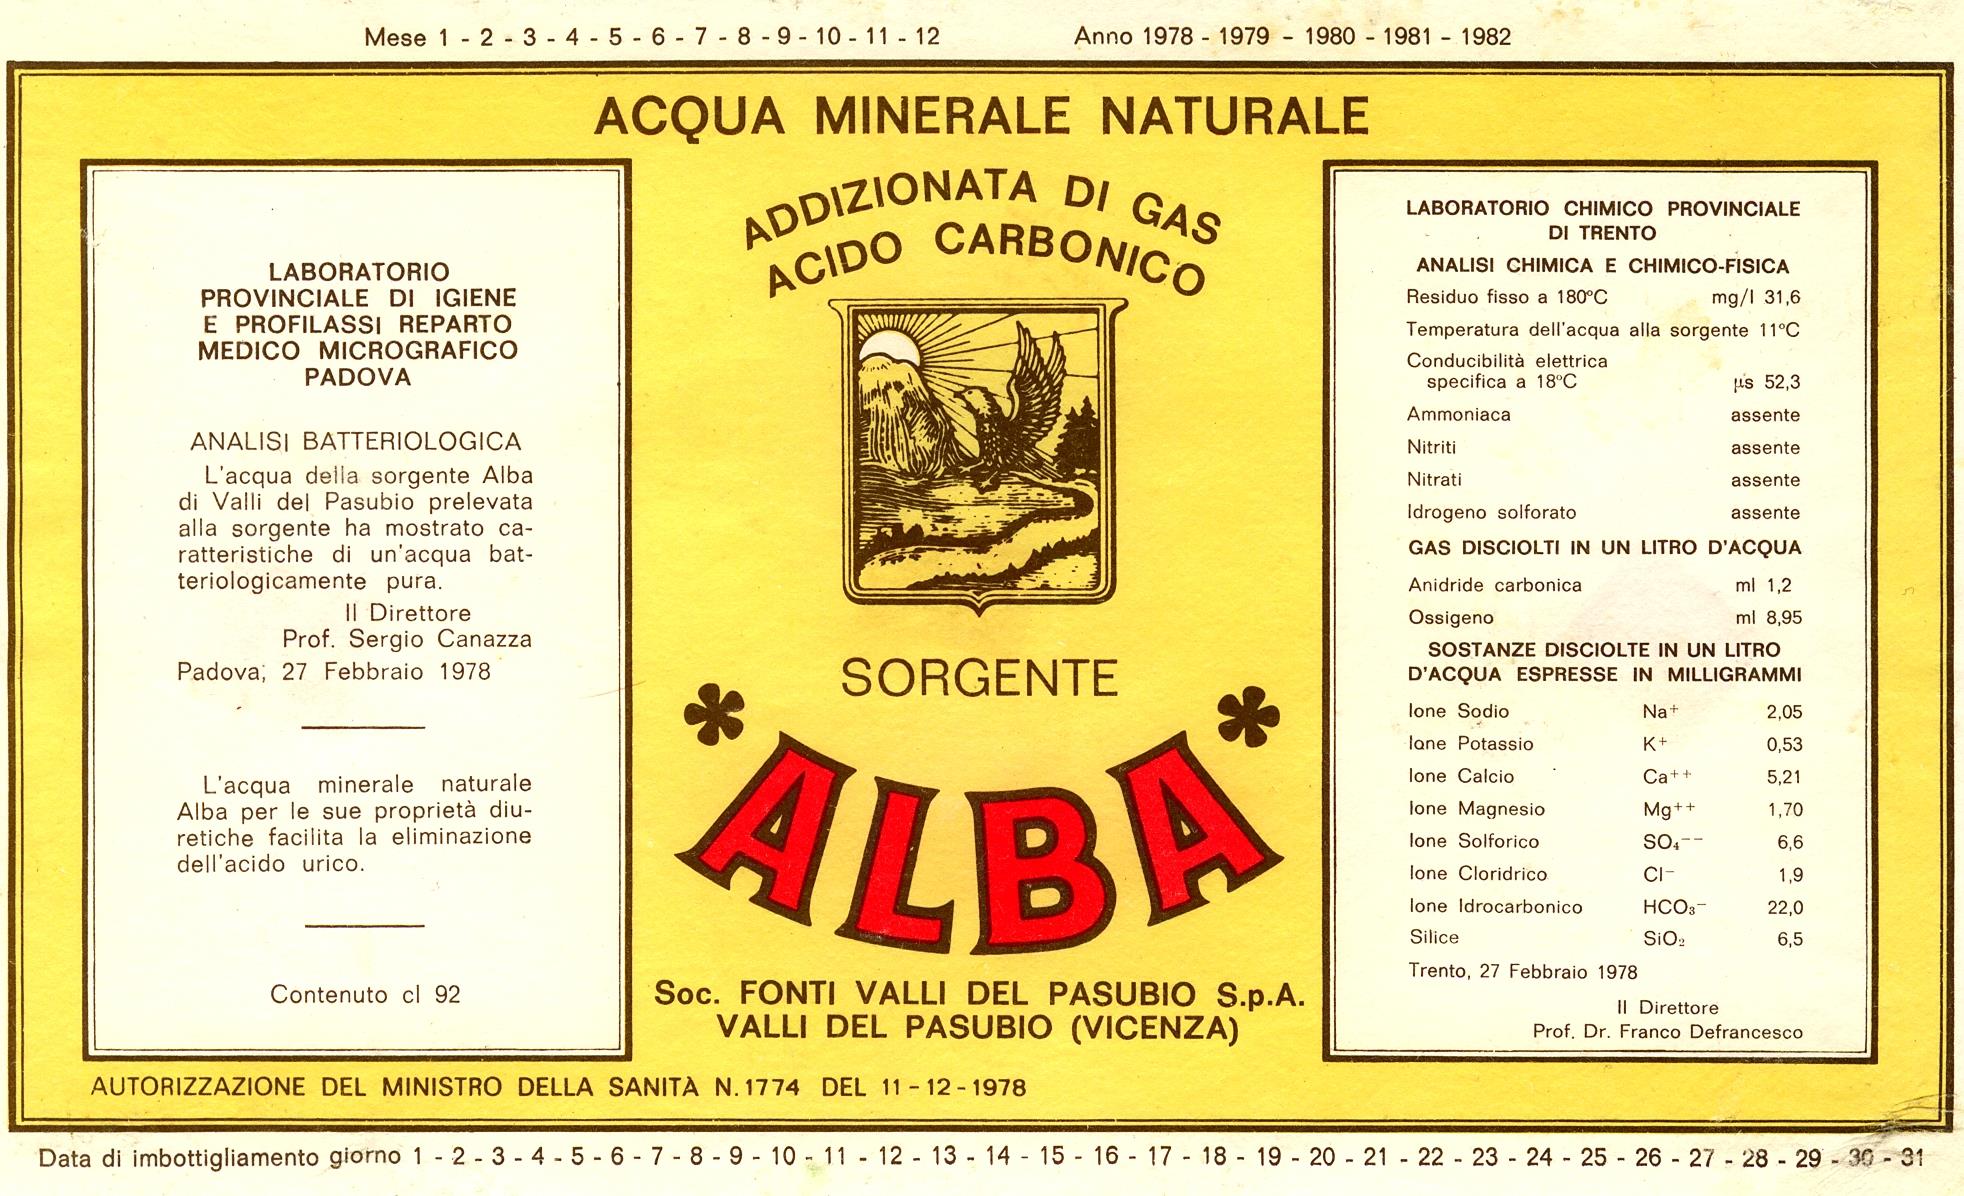 Mese 1 - 2 - 3 - 4 - 5 - 6 - 7 - 8 - 9 - 10 - 11 - 12
Anno 1978 - 1979 - 1980 - 1981 - 1982
ACQUA MINERALE NATURALE
ADDIZIONATA DI GAS
ACIDO CARBONICO
LABORATORIO
PROVINCIALE DI IGIENE
E PROFILASSI REPARTO
MEDICO MICROGRAFICO
PADOVA
ANALISI BATTERIOLOGICA
L'acqua della sorgente Alba
di Valli del Pasubio prelevata
alla sorgente ha mostrato ca-
ratteristiche di un'acqua bat-
teriologicamente pura.
Il Direttore
Prof. Sergio Canazza
Padova, 27 Febbraio 1978
L'acqua minerale naturale
Alba per le sue proprietà diu-
retiche facilita la eliminazione
dell'acido urico.
Contenuto cl 92
SORGENTE
ALBA
Soc. FONTI VALLI DEL PASUBIO S.p.A.
VALLI DEL PASUBIO (VICENZA)
LABORATORIO CHIMICO PROVINCIALE
DI TRENTO
ANALISI CHIMICA E CHIMICO-FISICA
Residuo fisso a 180°C mg/l 31,6
Temperatura dell'acqua alla sorgente 11°C
Conducibilità elettrica
specifica a 18°C µs 52,3
Ammoniaca assente
Nitriti assente
Nitrati assente
Idrogeno solforato assente
GAS DISCIOLTI IN UN LITRO D'ACQUA
Anidride carbonica ml 1,2
Ossigeno ml 8,95
SOSTANZE DISCIOLTE IN UN LITRO
D'ACQUA ESPRESSE IN MILLIGRAMMI
Ione Sodio Na⁺ 2,05
Ione Potassio K⁺ 0,53
Ione Calcio Ca⁺⁺ 5,21
Ione Magnesio Mg⁺⁺ 1,70
Ione Solforico SO₄⁻⁻ 6,6
Ione Cloridrico Cl⁻ 1,9
Ione Idrocarbonico HCO₃⁻ 22,0
Silice SiO₂ 6,5
Trento, 27 Febbraio 1978
Il Direttore
Prof. Dr. Franco Defrancesco
AUTORIZZAZIONE DEL MINISTRO DELLA SANITÀ N. 1774 DEL 11-12-1978
Data di imbottigliamento giorno 1 - 2 - 3 - 4 - 5 - 6 - 7 - 8 - 9 - 10 - 11 - 12 - 13 - 14 - 15 - 16 - 17 - 18 - 19 - 20 - 21 - 22 - 23 - 24 - 25 - 26 - 27 - 28 - 29 - 30 - 31